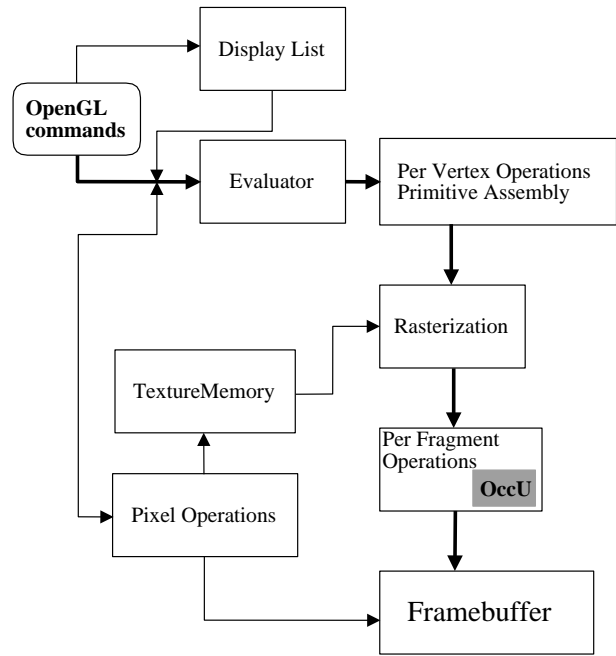 Display List
OpenGL
commands
Evaluator
Per Vertex Operations
Primitive Assembly
Rasterization
TextureMemory
Per Fragment
Operations
OccU
Pixel Operations
Framebuffer